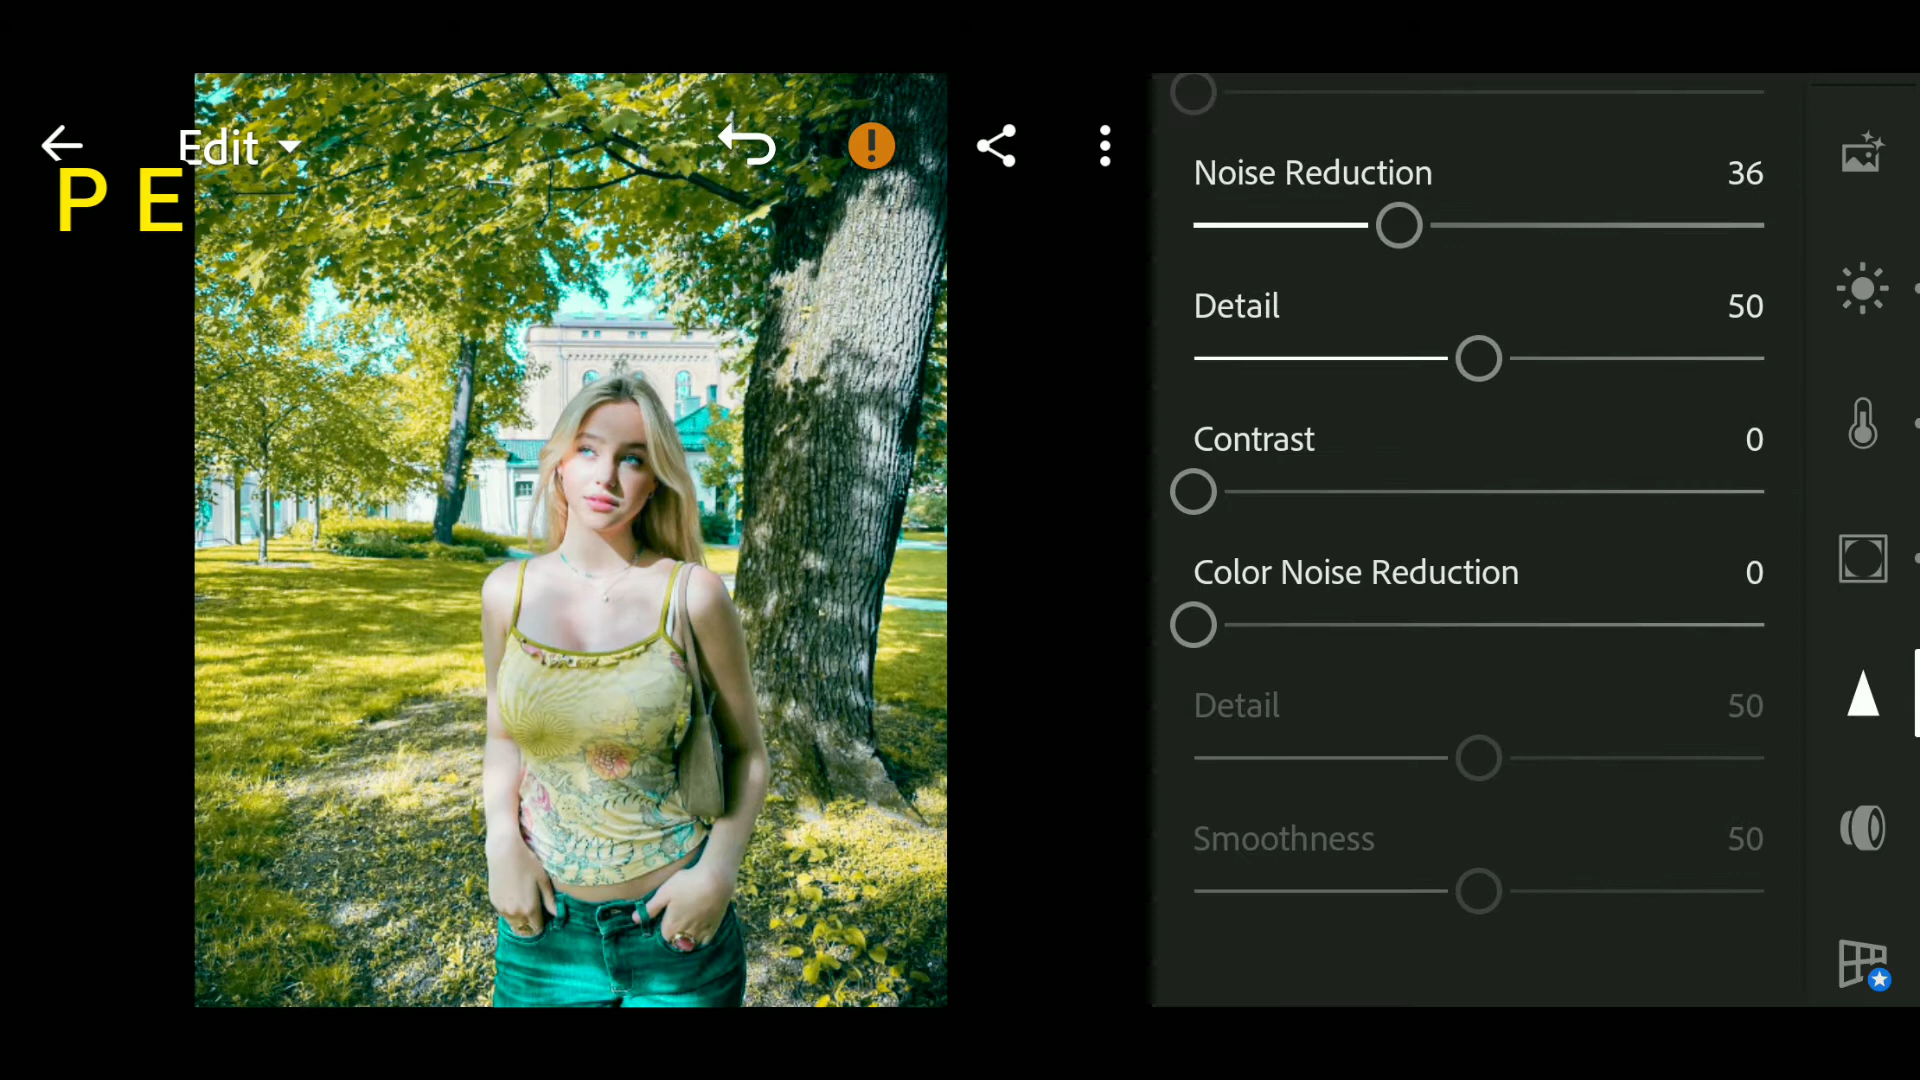 Edit
P E
Noise Reduction 36
Detail 50
Contrast 0
Color Noise Reduction 0
Detail 50
Smoothness 50